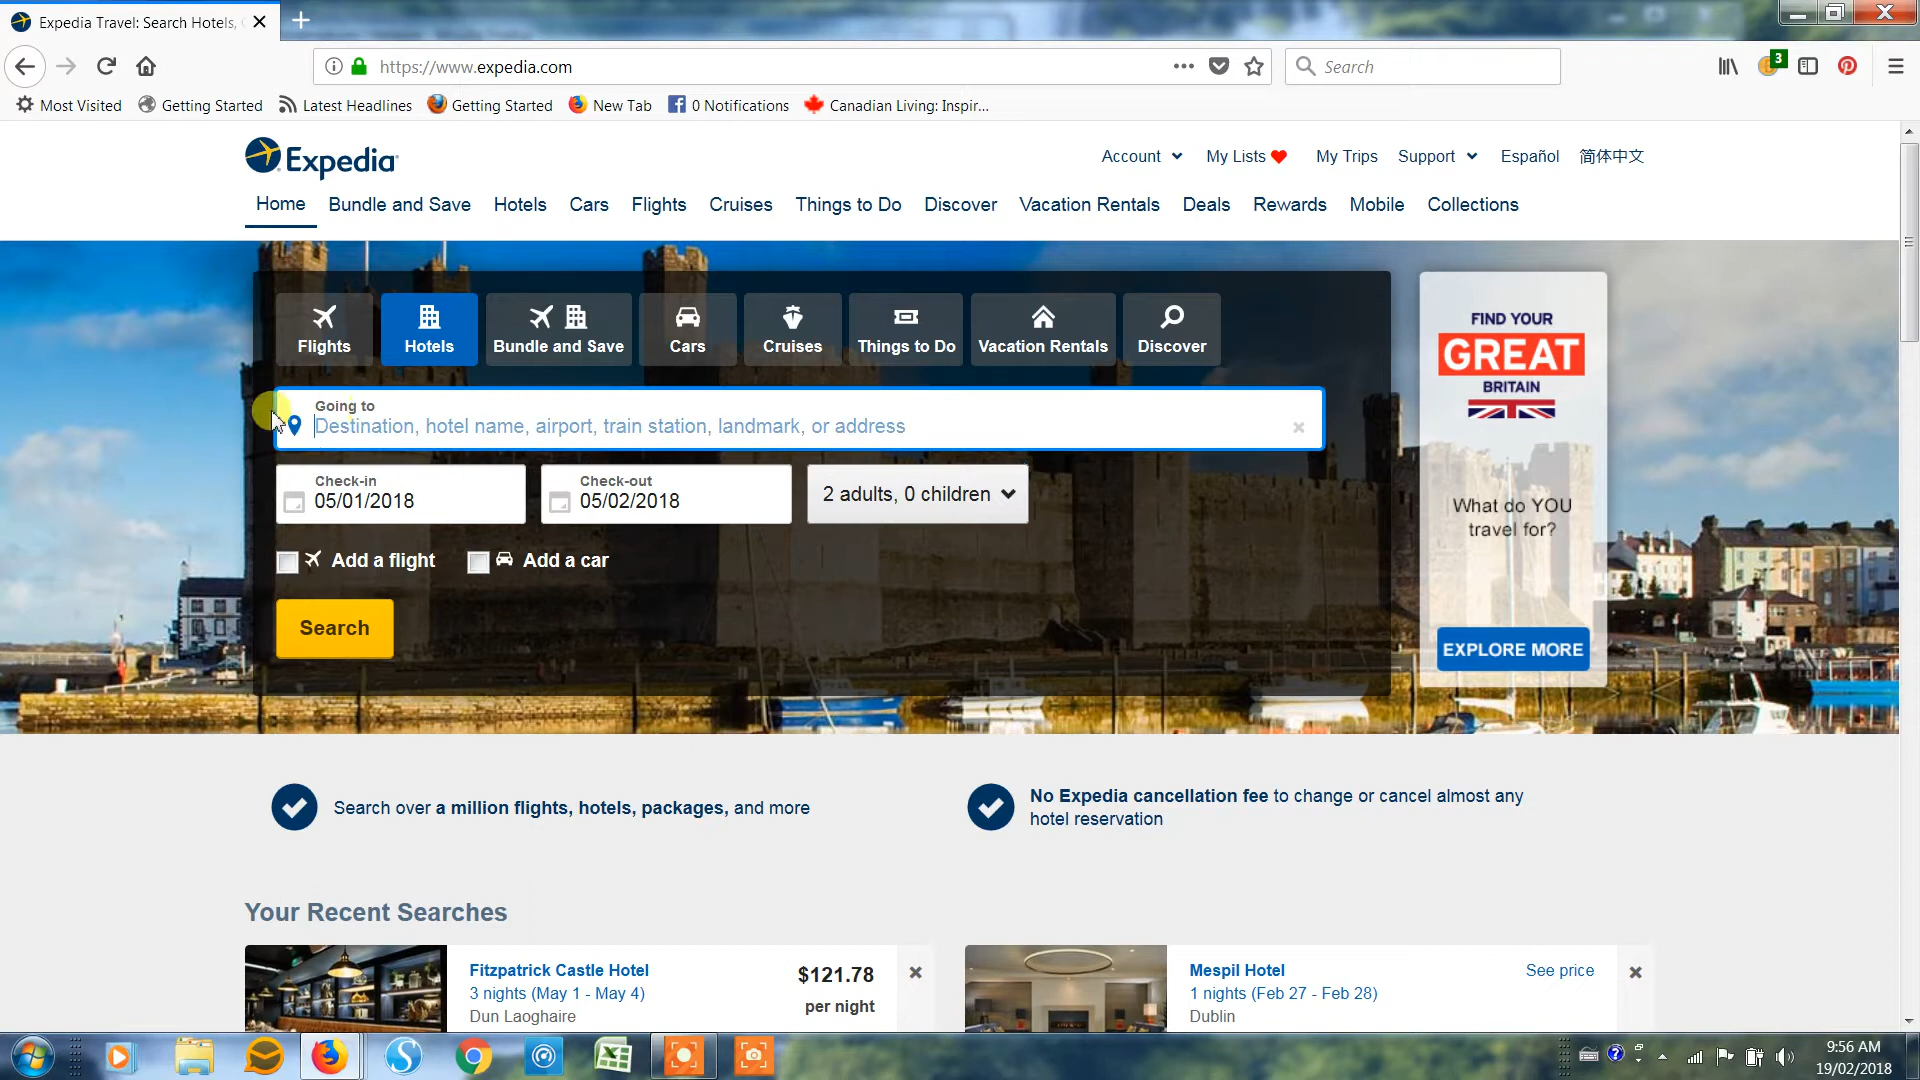 Expedia Travel: Search Hotels,
https://www.expedia.com
Search
3
Most Visited
Getting Started
Latest Headlines
Getting Started
New Tab
0 Notifications
Canadian Living: Inspir...
Expedia
Account
My Lists
My Trips
Support
Español
简体中文
Home
Bundle and Save
Hotels
Cars
Flights
Cruises
Things to Do
Discover
Vacation Rentals
Deals
Rewards
Mobile
Collections
Flights
Hotels
Bundle and Save
Cars
Cruises
Things to Do
Vacation Rentals
Discover
Going to
Destination, hotel name, airport, train station, landmark, or address
Check-in
05/01/2018
Check-out
05/02/2018
2 adults, 0 children
Add a flight
Add a car
Search
FIND YOUR
GREAT
BRITAIN
What do YOU
travel for?
EXPLORE MORE
Search over a million flights, hotels, packages, and more
No Expedia cancellation fee to change or cancel almost any
hotel reservation
Your Recent Searches
Fitzpatrick Castle Hotel
3 nights (May 1 - May 4)
Dun Laoghaire
$121.78
per night
Mespil Hotel
1 nights (Feb 27 - Feb 28)
Dublin
See price
9:56 AM
19/02/2018